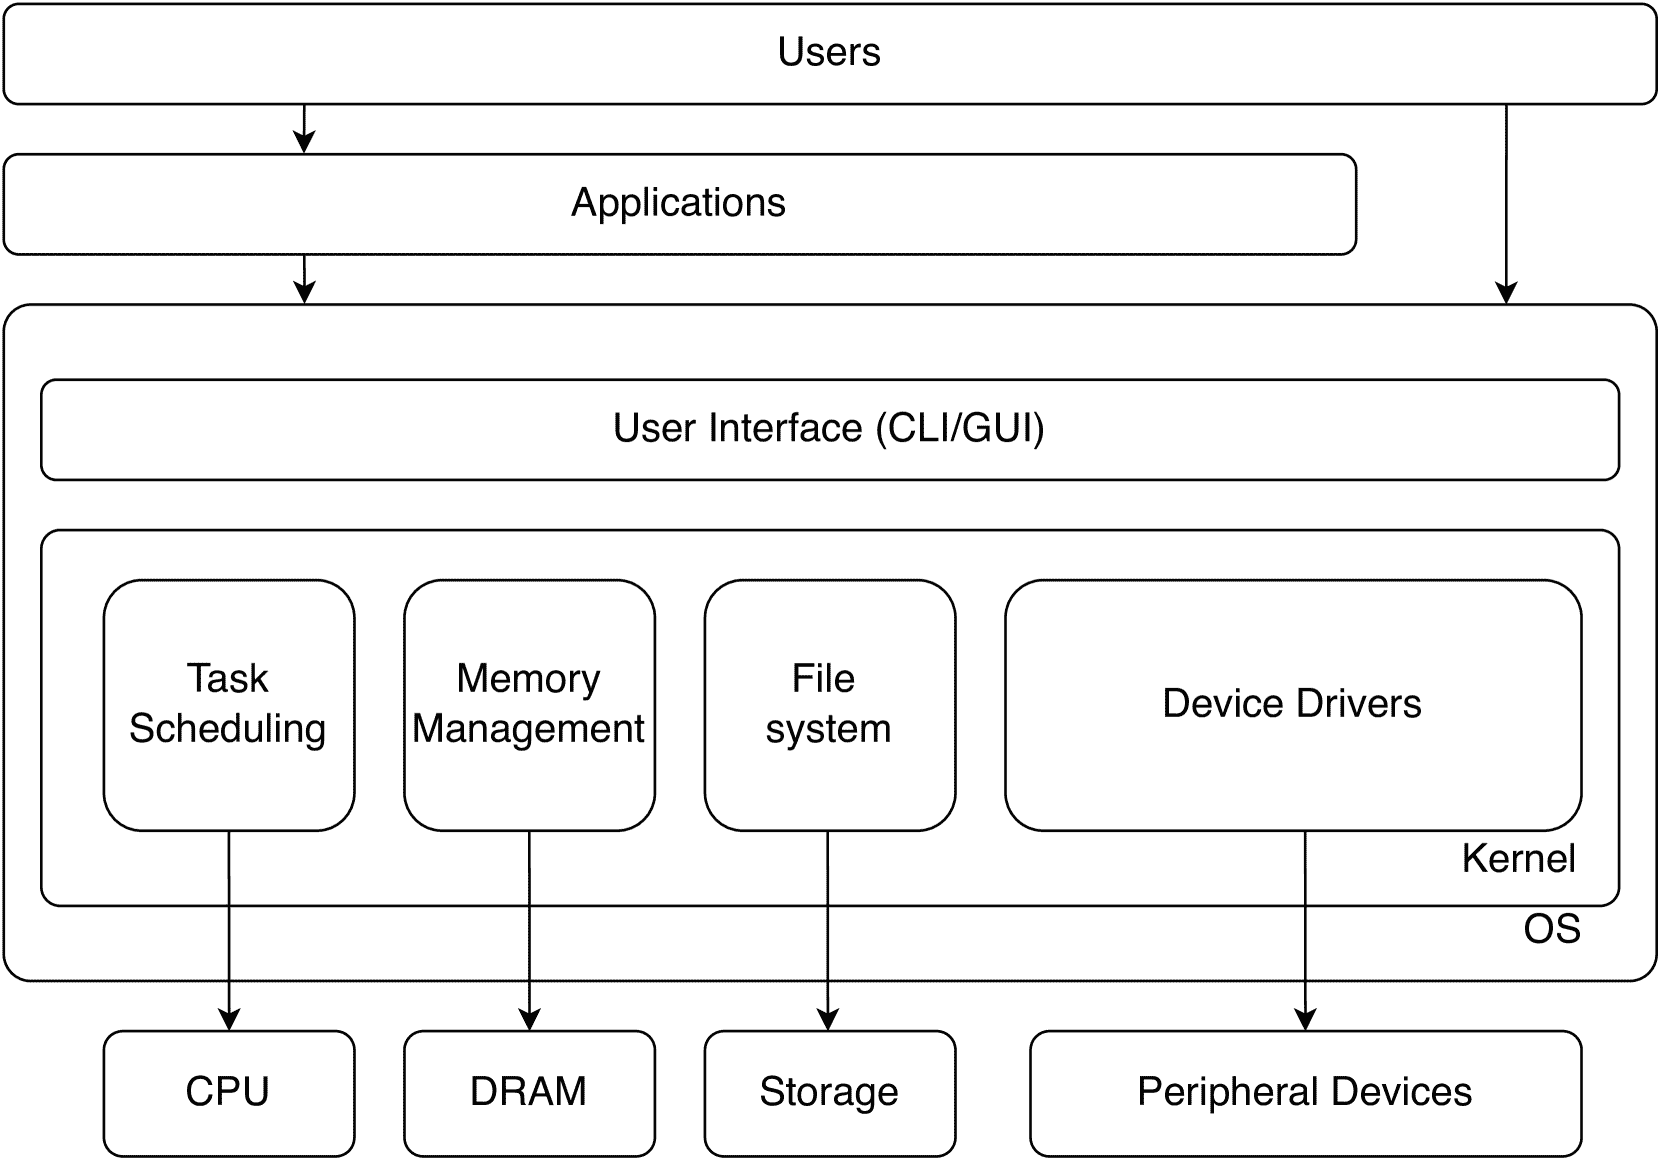 Users
Applications
User Interface (CLI/GUI)
Task
Scheduling
Memory
Management
File
system
Device Drivers
Kernel
OS
CPU
DRAM
Storage
Peripheral Devices